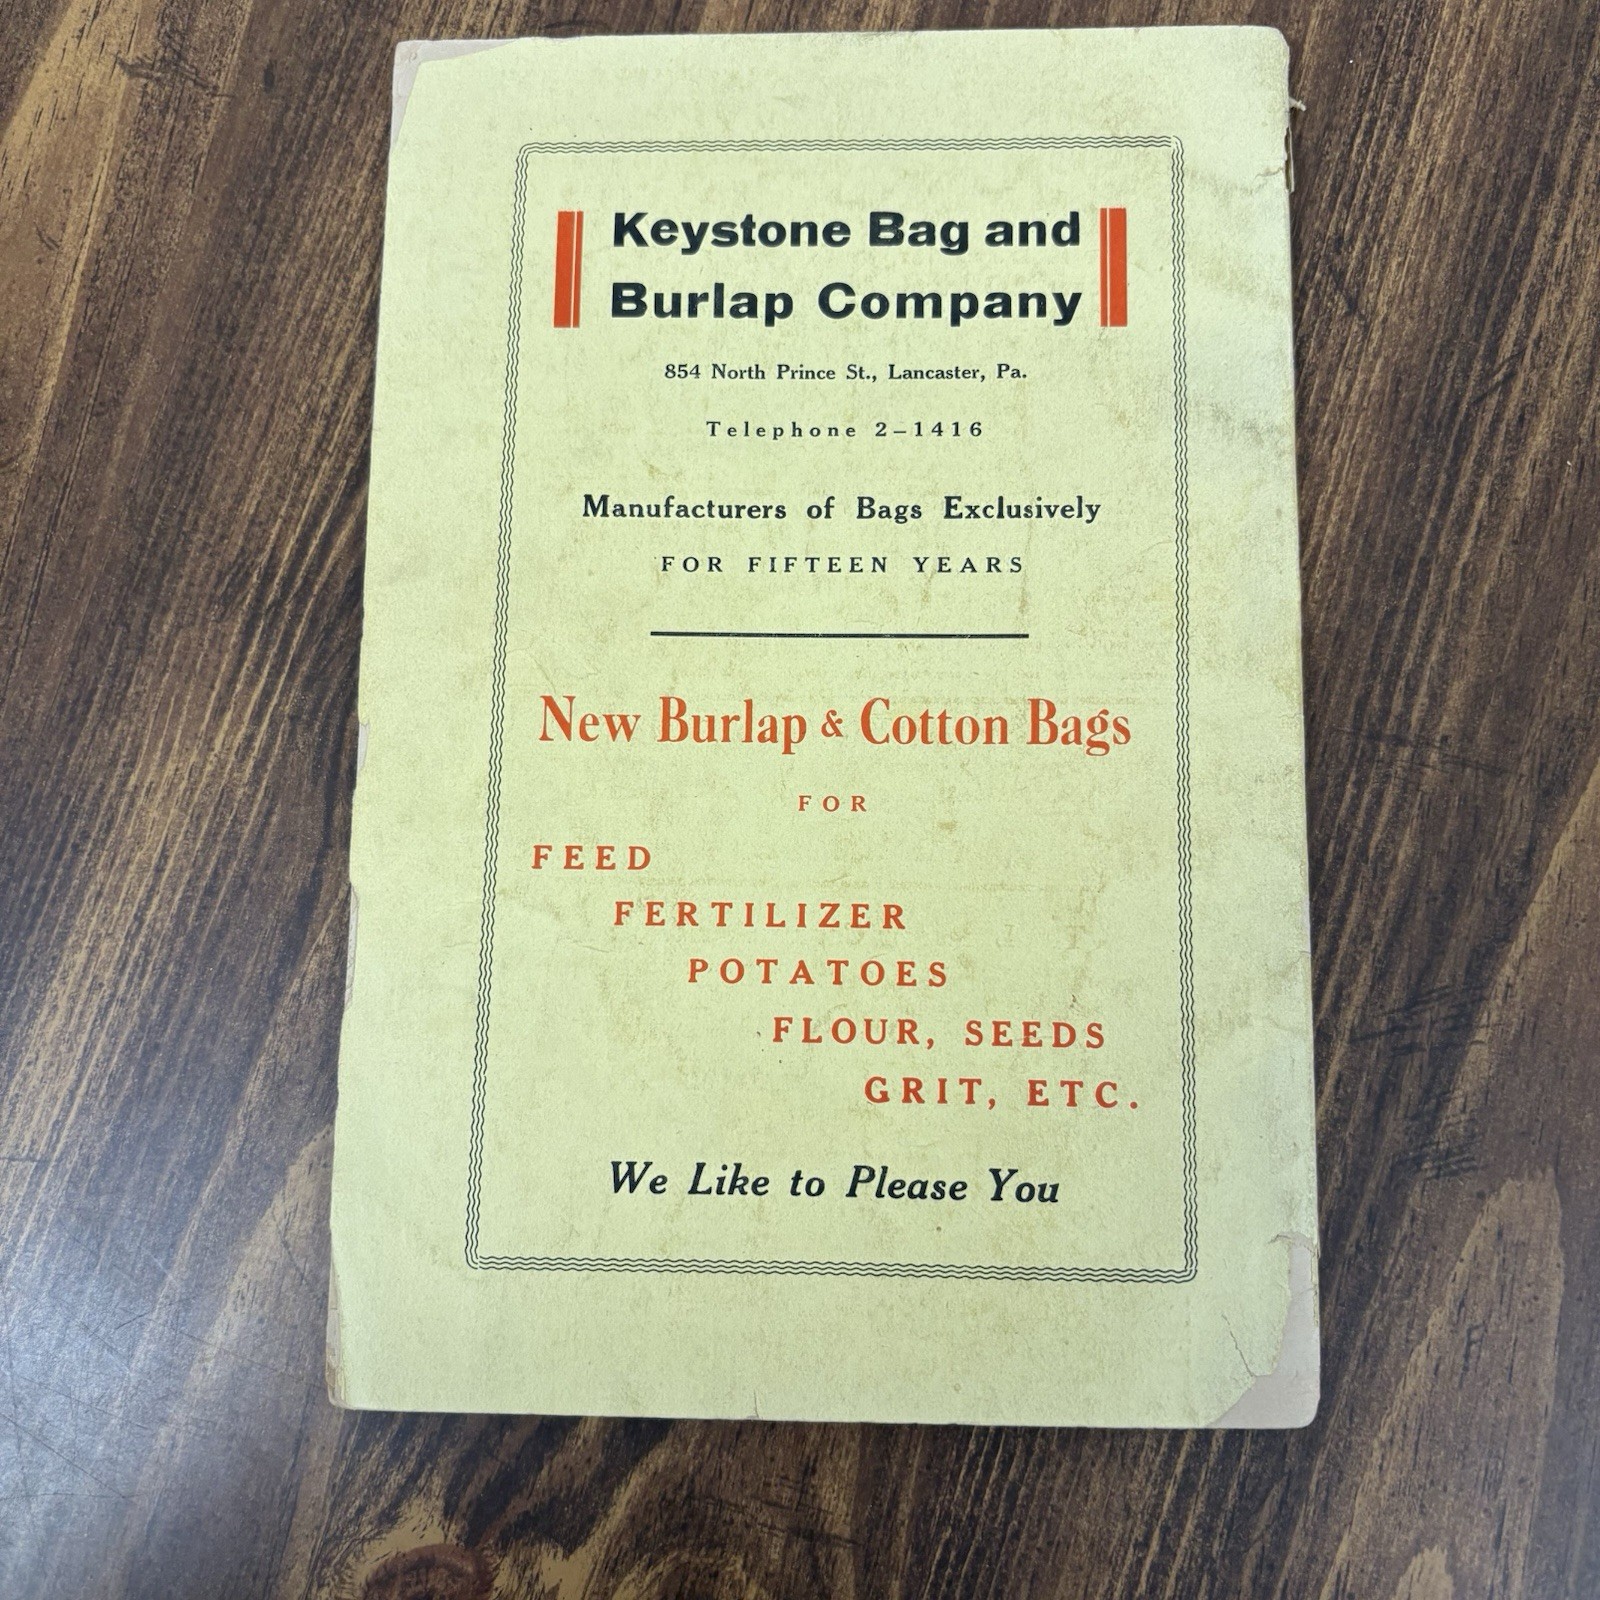 Keystone Bag and
Burlap Company
854 North Prince St., Lancaster, Pa.
Telephone 2-1416
Manufacturers of Bags Exclusively
FOR FIFTEEN YEARS
New Burlap & Cotton Bags
FOR
FEED
FERTILIZER
POTATOES
FLOUR, SEEDS
GRIT, ETC.
We Like to Please You